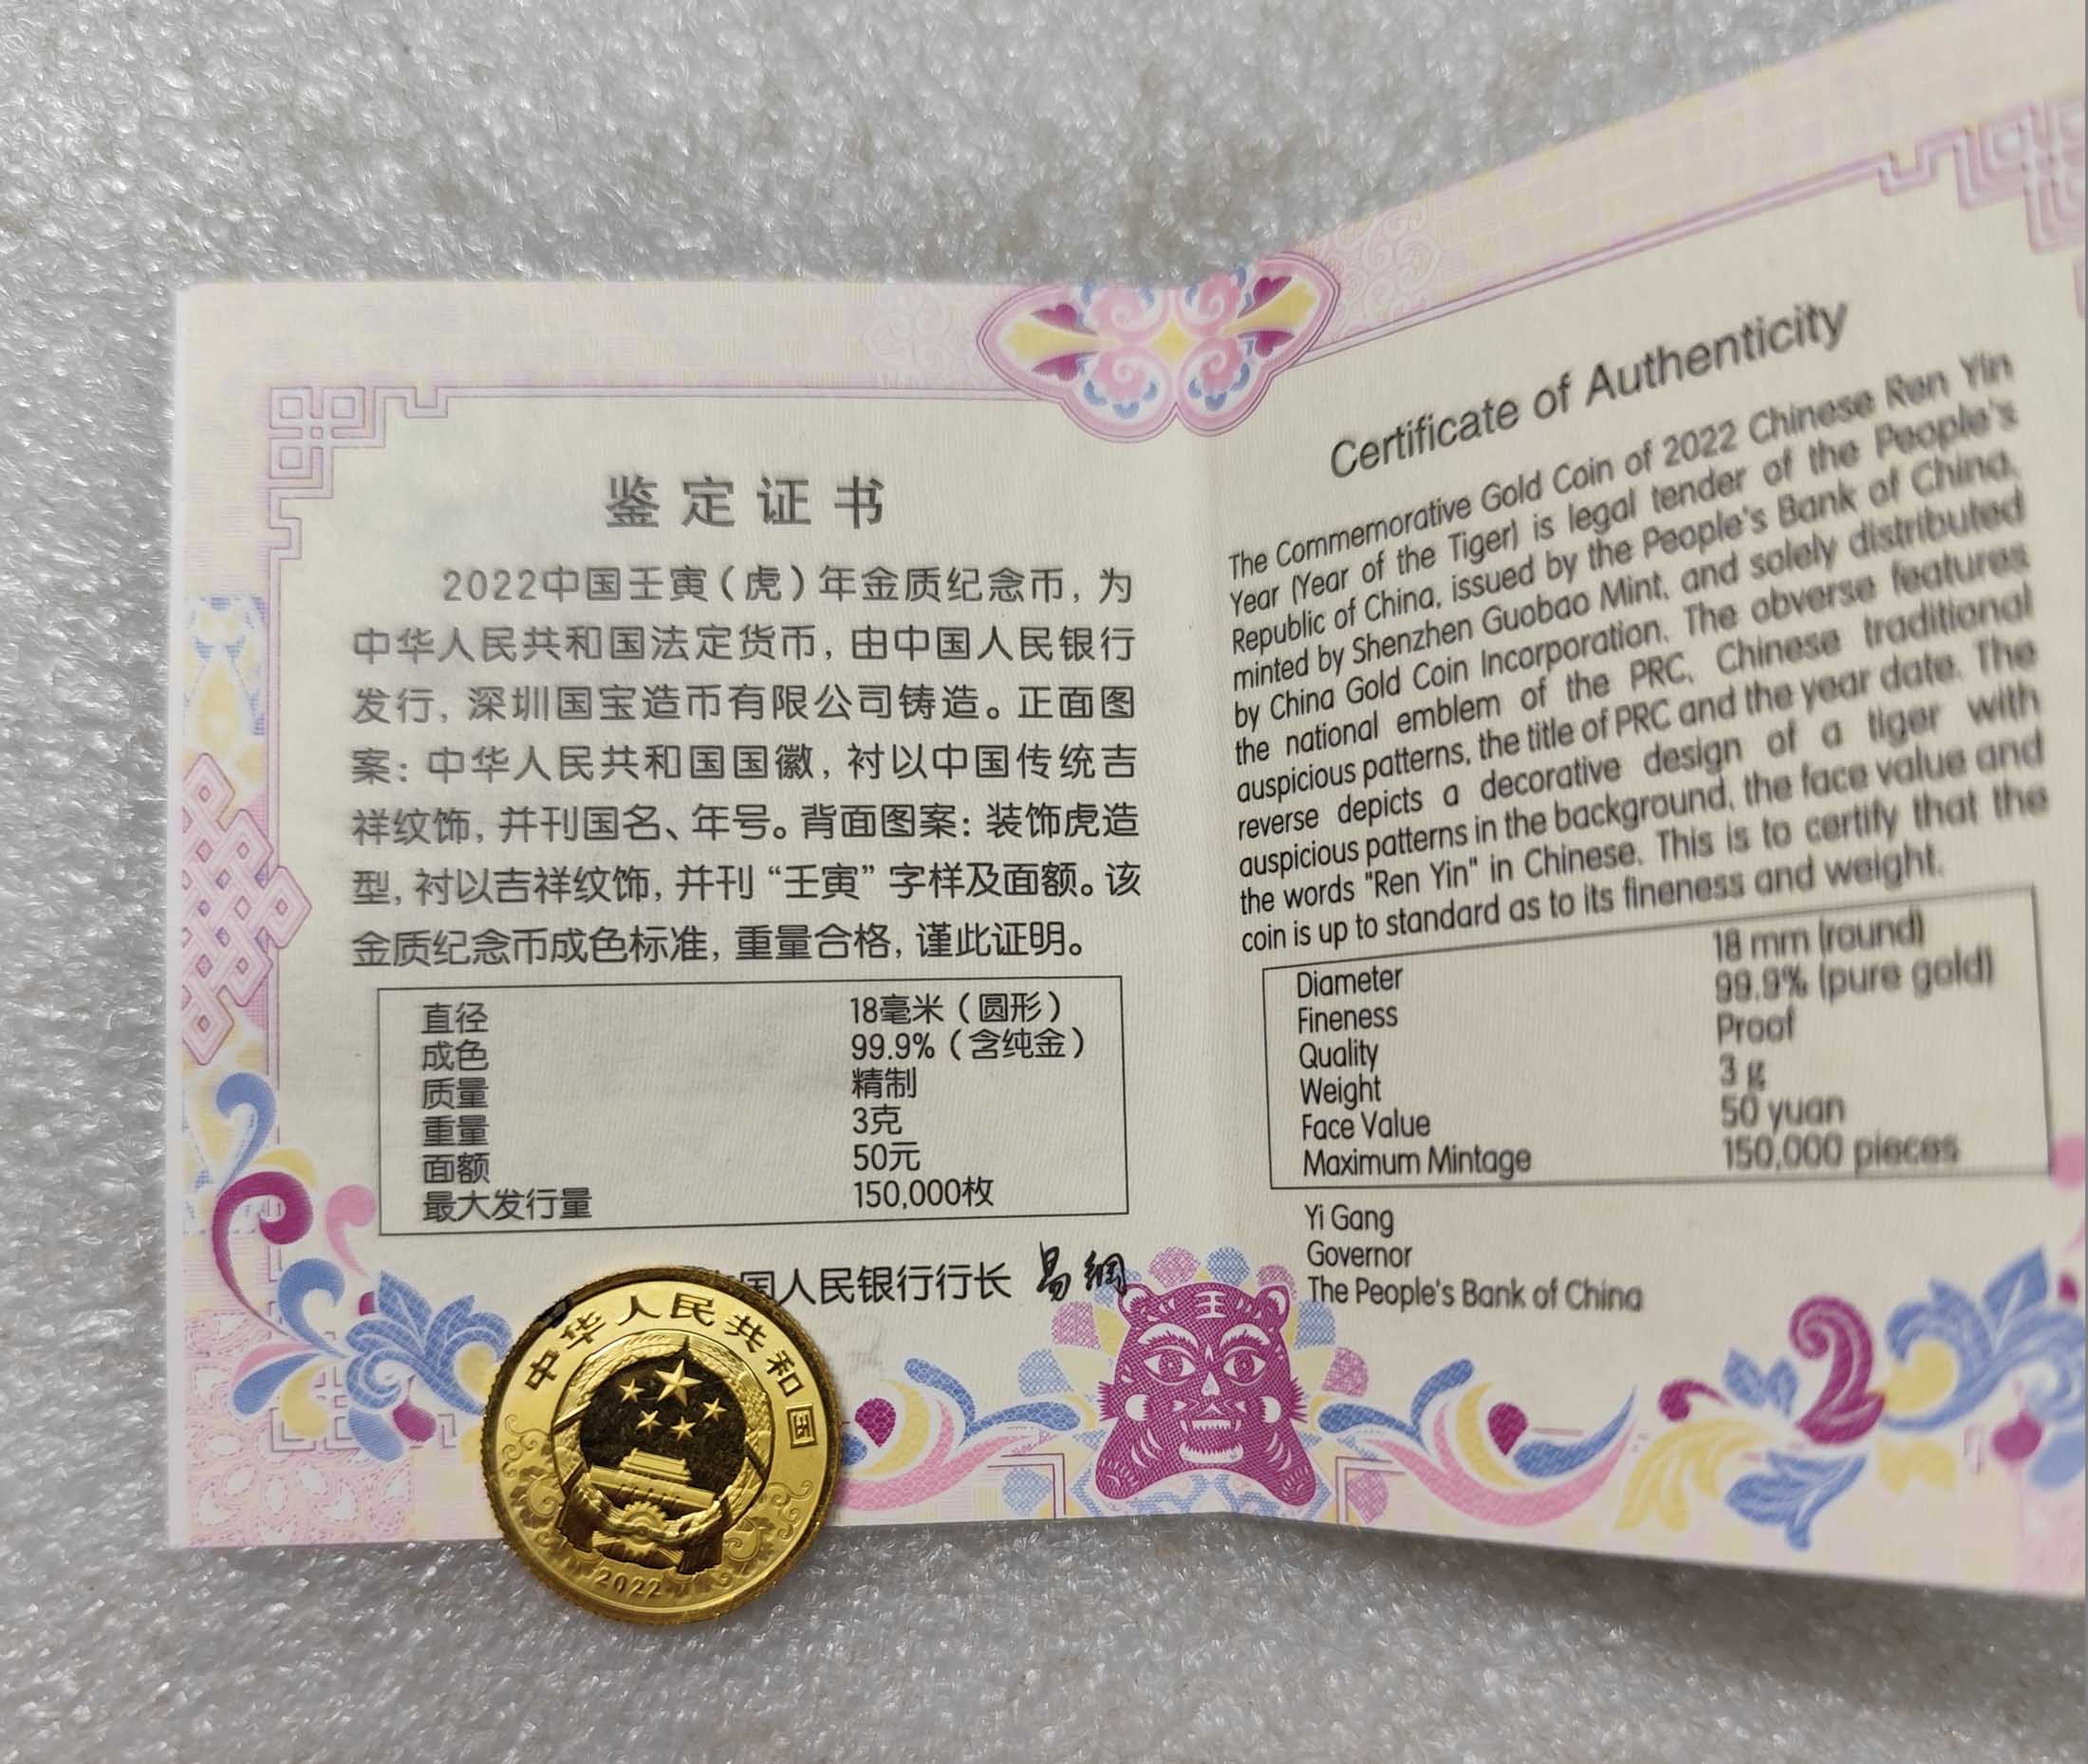 鉴定证书
2022中国壬寅（虎）年金质纪念币，为
中华人民共和国法定货币，由中国人民银行
发行，深圳国宝造币有限公司铸造。正面图
案：中华人民共和国国徽，衬以中国传统吉
祥纹饰，并刊国名、年号。背面图案：装饰虎造
型，衬以吉祥纹饰，并刊“壬寅”字样及面额。该
金质纪念币成色标准，重量合格，谨此证明。
直径 18毫米（圆形）
成色 99.9%（含纯金）
质量 精制
重量 3克
面额 50元
最大发行量 150,000枚
国人民银行行长 易纲
中华人民共和国
2022
Certificate of Authenticity
The Commemorative Gold Coin of 2022 Chinese Ren Yin
Year (Year of the Tiger) is legal tender of the People's
Republic of China, issued by the People's Bank of China,
minted by Shenzhen Guobao Mint, and solely distributed
by China Gold Coin Incorporation. The obverse features
the national emblem of the PRC, Chinese traditional
auspicious patterns, the title of PRC and the year date. The
reverse depicts a decorative design of a tiger with
auspicious patterns in the background, the face value and
the words "Ren Yin" in Chinese. This is to certify that the
coin is up to standard as to its fineness and weight.
Diameter 18 mm (round)
Fineness 99.9% (pure gold)
Quality Proof
Weight 3 g
Face Value 50 yuan
Maximum Mintage 150,000 pieces
Yi Gang
Governor
The People's Bank of China
王